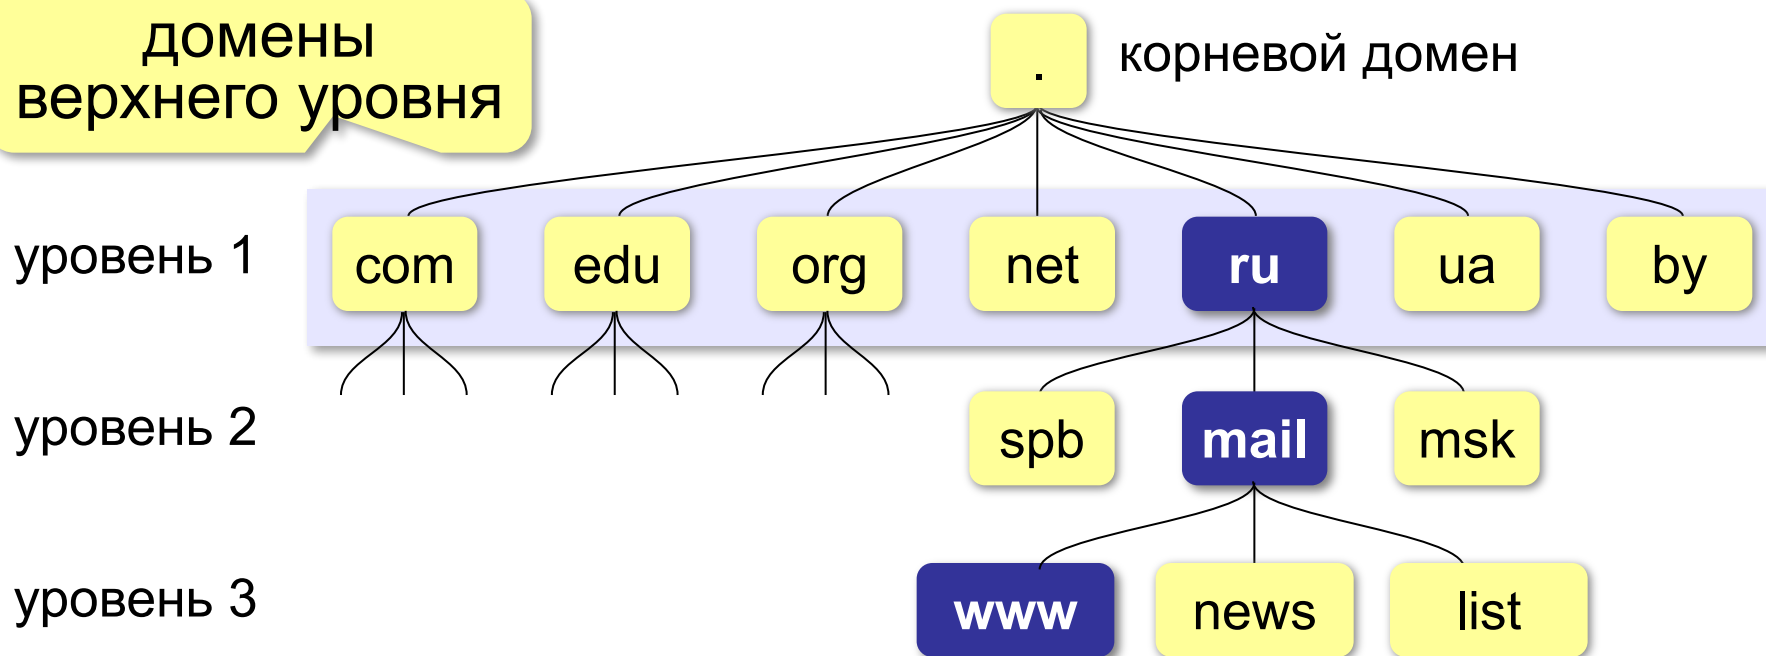 домены
верхнего уровня
. корневой домен
уровень 1 com edu org net ru ua by
уровень 2 spb mail msk
уровень 3 www news list